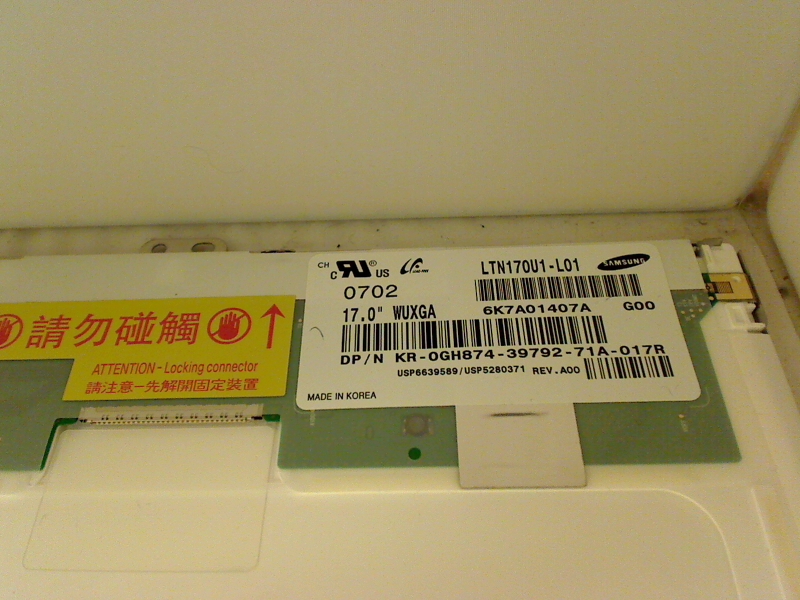 請勿碰觸
ATTENTION - Locking connector
請注意-先解開固定裝置
CH
C RU® US
0702
17.0" WUXGA
LTN170U1-L01
SAMSUNG
6K7A01407A G00
DP/N KR-0GH874-39792-71A-017R
USP6639589/USP5280371 REV.A00
MADE IN KOREA